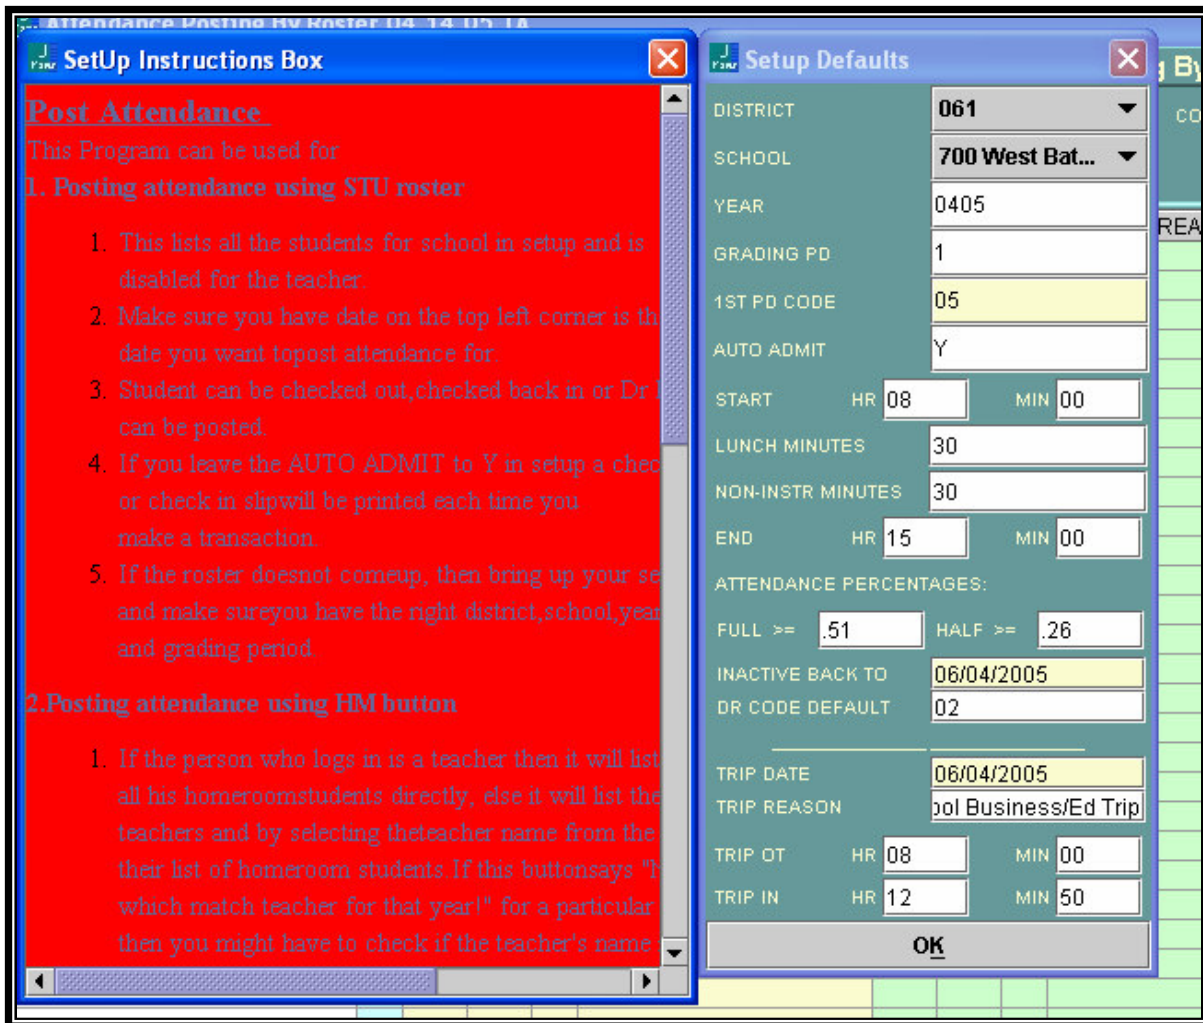 Attendance Posting By Roster 04_14_05 1A
SetUp Instructions Box
Post Attendance
This Program can be used for
1. Posting attendance using STU roster
1. This lists all the students for school in setup and is
disabled for the teacher.
2. Make sure you have date on the top left corner is th
date you want topost attendance for.
3. Student can be checked out,checked back in or Dr
can be posted.
4. If you leave the AUTO ADMIT to Y in setup a chec
or check in slipwill be printed each time you
make a transaction.
5. If the roster doesnot comeup, then bring up your se
and make sureyou have the right district,school,year
and grading period.
2.Posting attendance using HM button
1. If the person who logs in is a teacher then it will list
all his homeroomstudents directly, else it will list the
teachers and by selecting theteacher name from the
their list of homeroom students.If this buttonsays "N
which match teacher for that year!" for a particular
then you might have to check if the teacher's name
Setup Defaults
DISTRICT 061
SCHOOL 700 West Bat...
YEAR 0405
GRADING PD 1
1ST PD CODE 05
AUTO ADMIT Y
START HR 08 MIN 00
LUNCH MINUTES 30
NON-INSTR MINUTES 30
END HR 15 MIN 00
ATTENDANCE PERCENTAGES:
FULL >= .51 HALF >= .26
INACTIVE BACK TO 06/04/2005
DR CODE DEFAULT 02
TRIP DATE 06/04/2005
TRIP REASON ool Business/Ed Trip
TRIP OT HR 08 MIN 00
TRIP IN HR 12 MIN 50
OK
g By
CO
REA